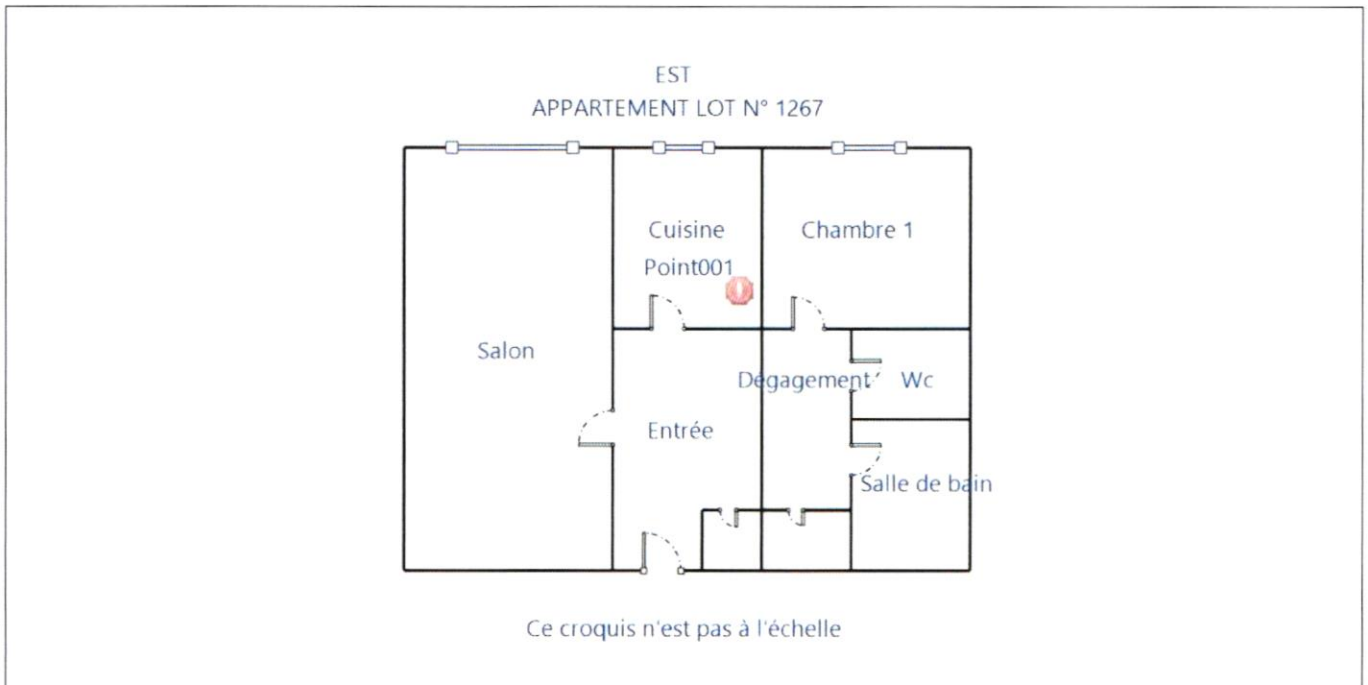 EST
APPARTEMENT LOT N° 1267
Cuisine
Chambre 1
Point001
Salon
Dégagement
Wc
Entrée
Salle de bain
Ce croquis n'est pas à l'échelle